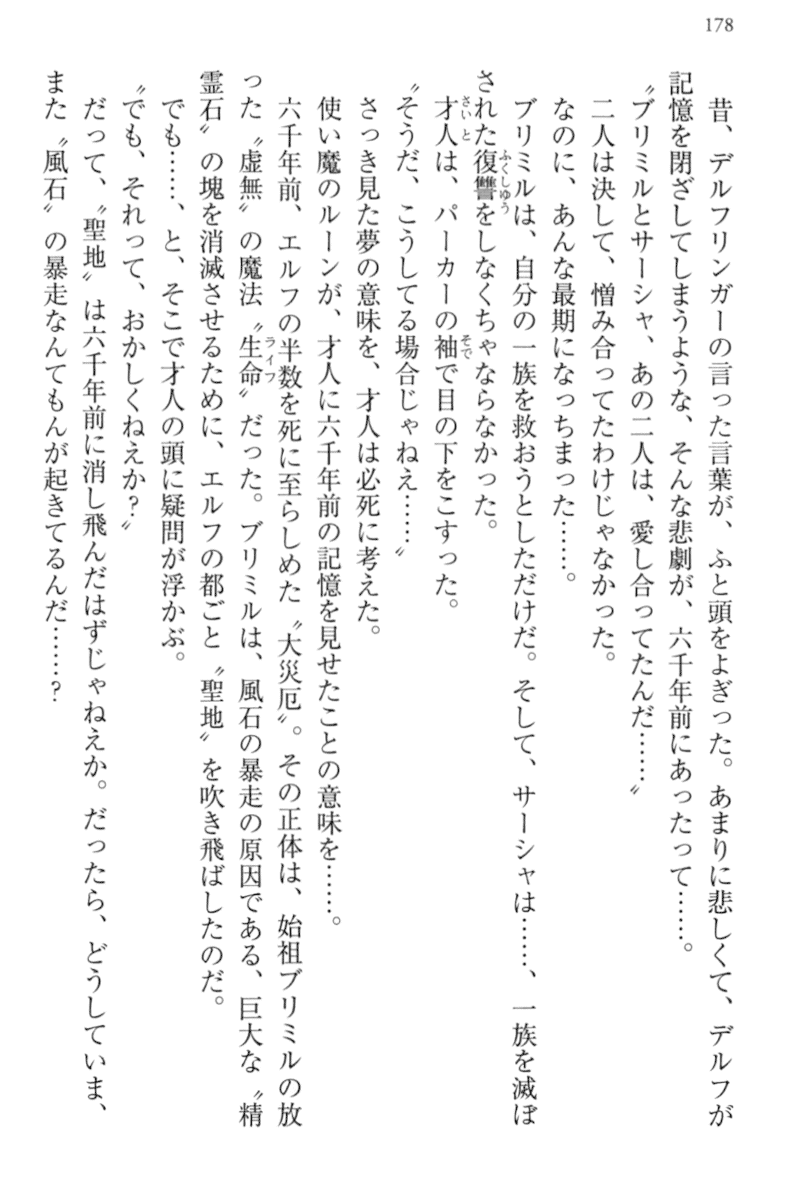 178
昔、デルフリンガーの言った言葉が、ふと頭をよぎった。あまりに悲しくて、デルフが
記憶を閉ざしてしまうような、そんな悲劇が、六千年前にあったって……。
〝ブリミルとサーシャ、あの二人は、愛し合ってたんだ……〟
二人は決して、憎み合ってたわけじゃなかった。
なのに、あんな最期になっちまった……。
ブリミルは、自分の一族を救おうとしただけだ。そして、サーシャは……、一族を滅ぼ
された復讐をしなくちゃならなかった。
才人は、パーカーの袖で目の下をこすった。
〝そうだ、こうしてる場合じゃねえ……〟
さっき見た夢の意味を、才人は必死に考えた。
使い魔のルーンが、才人に六千年前の記憶を見せたことの意味を……。
六千年前、エルフの半数を死に至らしめた〝大災厄〟。その正体は、始祖ブリミルの放
った〝虚無〟の魔法〝生命〟だった。ブリミルは、風石の暴走の原因である、巨大な〝精
霊石〟の塊を消滅させるために、エルフの都ごと〝聖地〟を吹き飛ばしたのだ。
でも……、と、そこで才人の頭に疑問が浮かぶ。
〝でも、それって、おかしくねえか?〟
だって、〝聖地〟は六千年前に消し飛んだはずじゃねえか。だったら、どうしていま、
また〝風石〟の暴走なんてもんが起きてるんだ……?